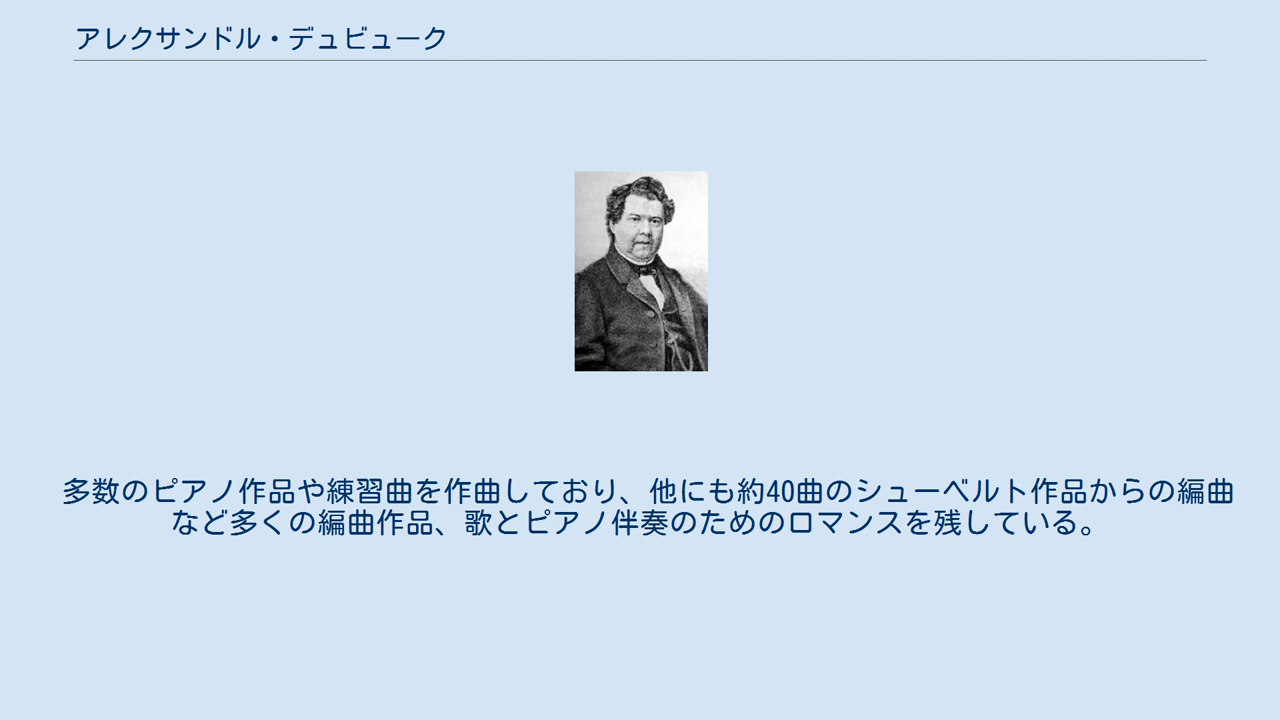 アレクサンドル・デュビューク
多数のピアノ作品や練習曲を作曲しており、他にも約40曲のシューベルト作品からの編曲
など多くの編曲作品、歌とピアノ伴奏のためのロマンスを残している。